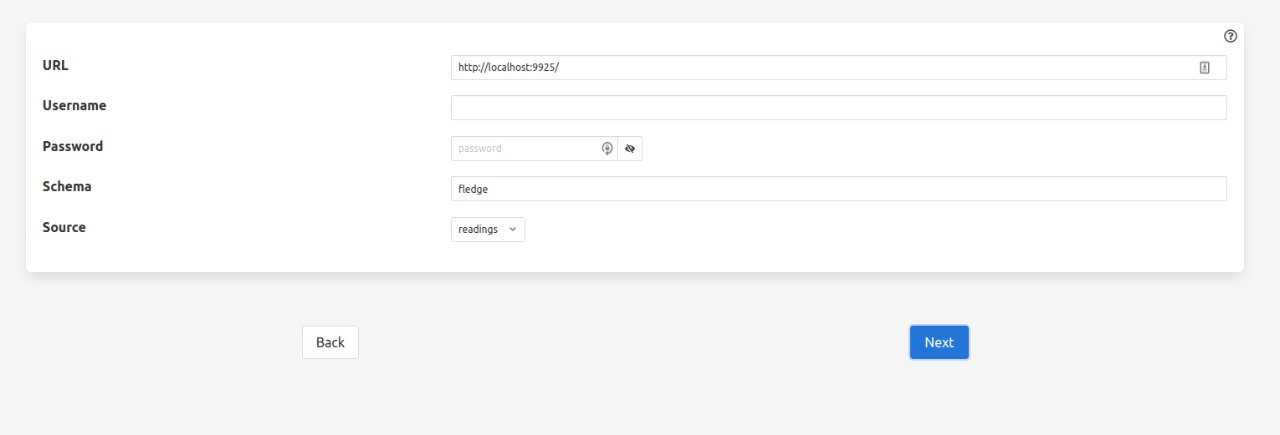 URL
http://localhost:9925/
Username
Password
password
Schema
fledge
Source
readings
Back
Next